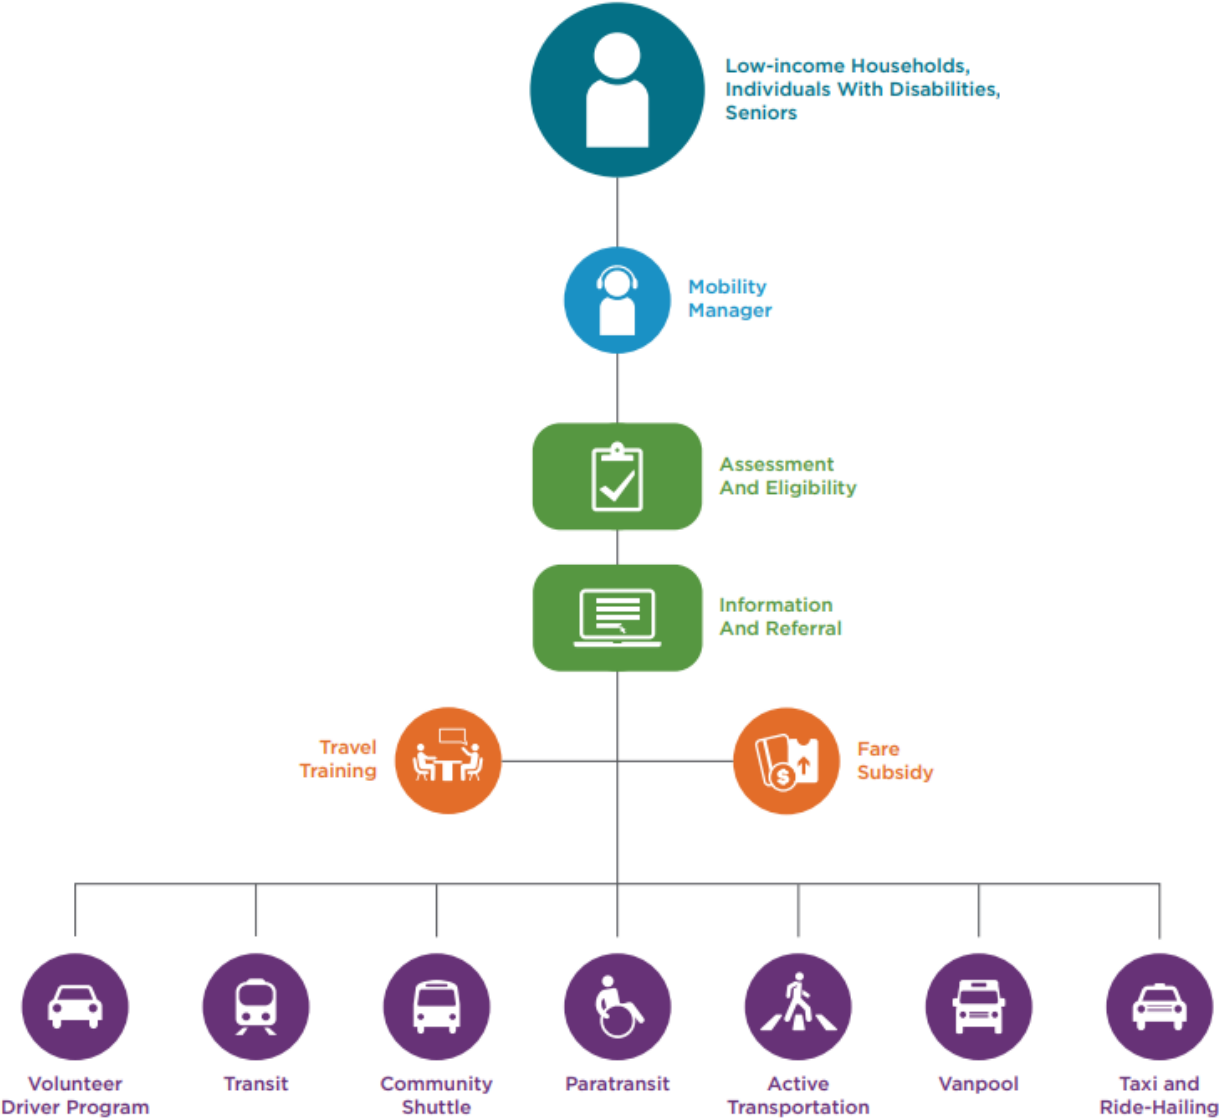 Low-income Households,
Individuals With Disabilities,
Seniors
Mobility
Manager
Assessment
And Eligibility
Information
And Referral
Travel
Training
Fare
Subsidy
Volunteer
Driver Program
Transit
Community
Shuttle
Paratransit
Active
Transportation
Vanpool
Taxi and
Ride-Hailing